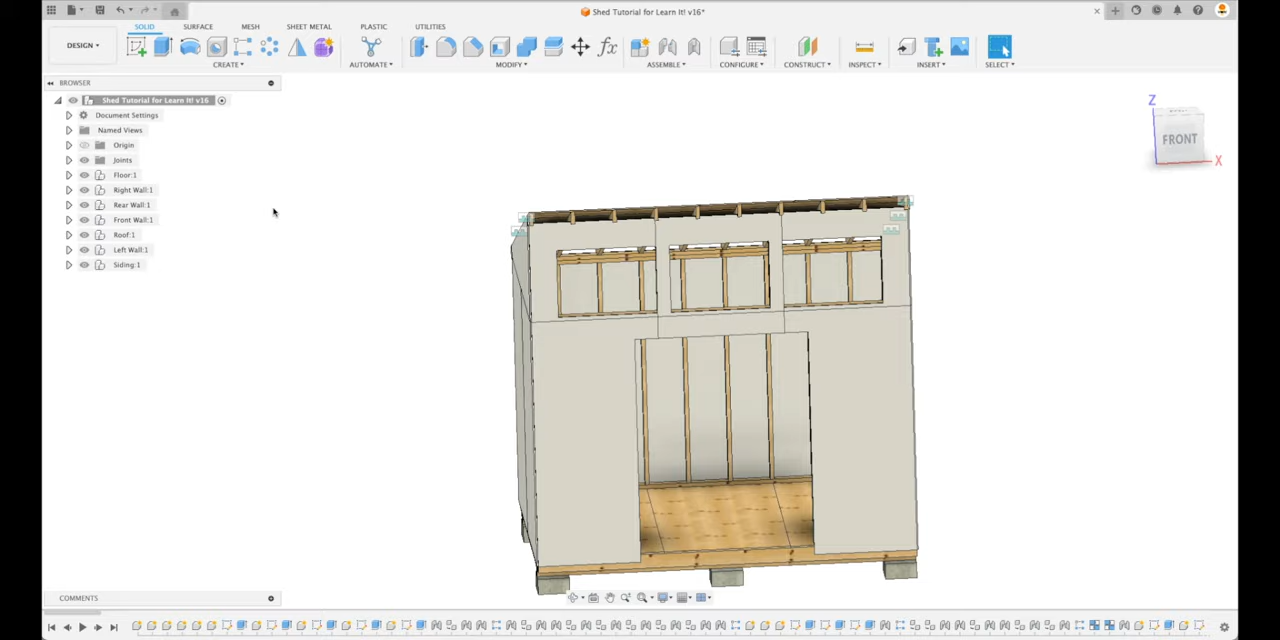 Shed Tutorial for Learn It! v16*
DESIGN ▾
SOLID SURFACE MESH SHEET METAL PLASTIC UTILITIES
CREATE ▾ AUTOMATE ▾ MODIFY ▾ ASSEMBLE ▾ CONFIGURE ▾ CONSTRUCT ▾ INSPECT ▾ INSERT ▾ SELECT ▾
BROWSER
Shed Tutorial for Learn It! v16
Document Settings
Named Views
Origin
Joints
Floor:1
Right Wall:1
Rear Wall:1
Front Wall:1
Roof:1
Left Wall:1
Siding:1
Z
FRONT
X
COMMENTS